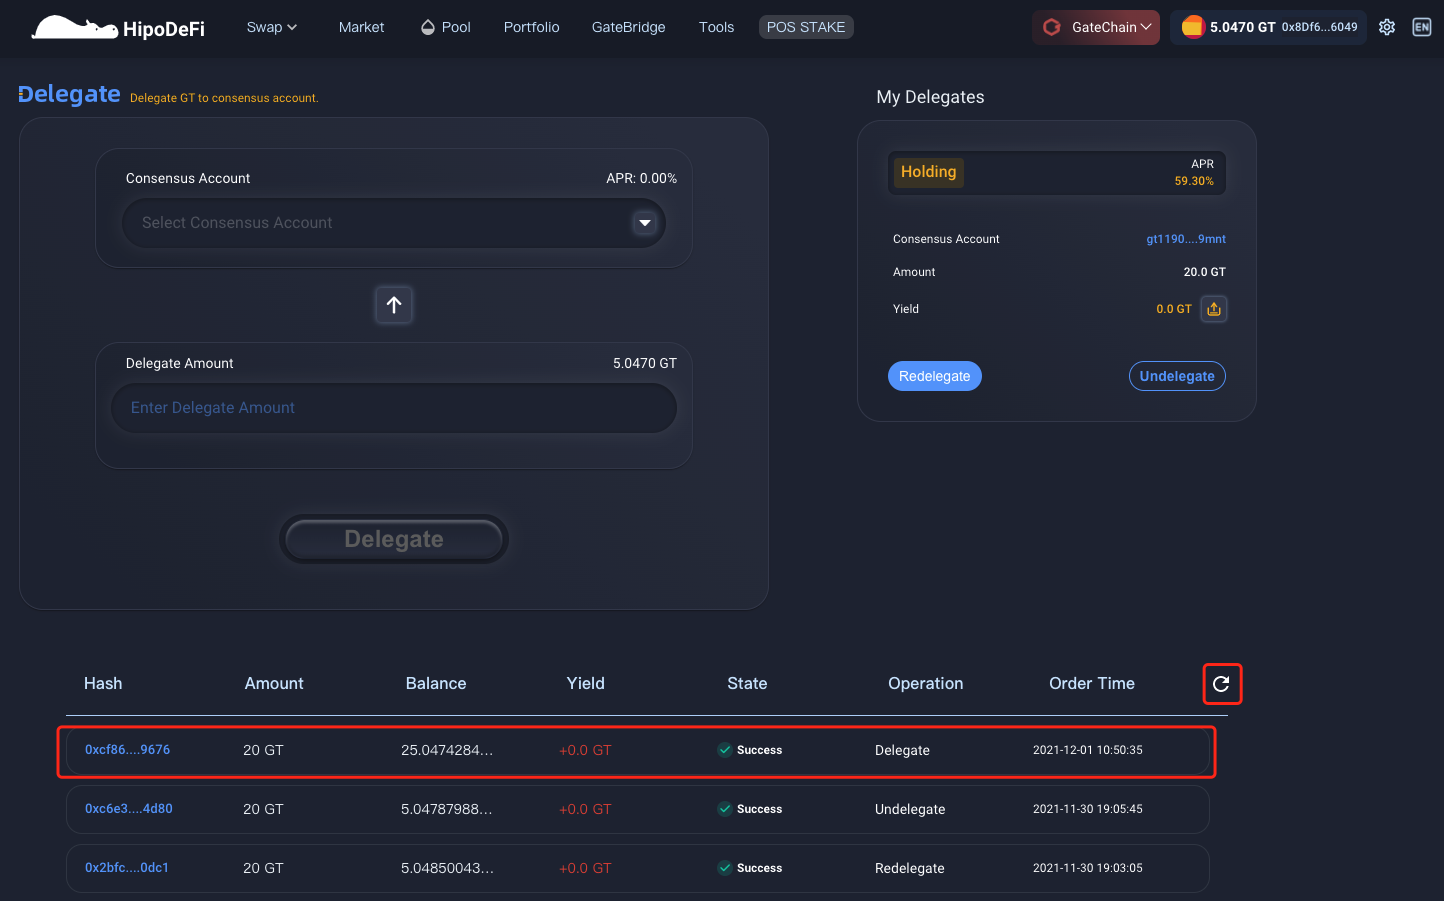 HipoDeFi Swap Market Pool Portfolio GateBridge Tools POS STAKE GateChain 5.0470 GT 0x8Df6...6049 EN
Delegate Delegate GT to consensus account.
My Delegates
Consensus Account APR: 0.00%
Select Consensus Account
Delegate Amount 5.0470 GT
Enter Delegate Amount
Delegate
Holding APR
59.30%
Consensus Account gt1190....9mnt
Amount 20.0 GT
Yield 0.0 GT
Redelegate Undelegate
Hash Amount Balance Yield State Operation Order Time
0xcf86....9676 20 GT 25.0474284... +0.0 GT Success Delegate 2021-12-01 10:50:35
0xc6e3....4d80 20 GT 5.04787988... +0.0 GT Success Undelegate 2021-11-30 19:05:45
0x2bfc....0dc1 20 GT 5.04850043... +0.0 GT Success Redelegate 2021-11-30 19:03:05